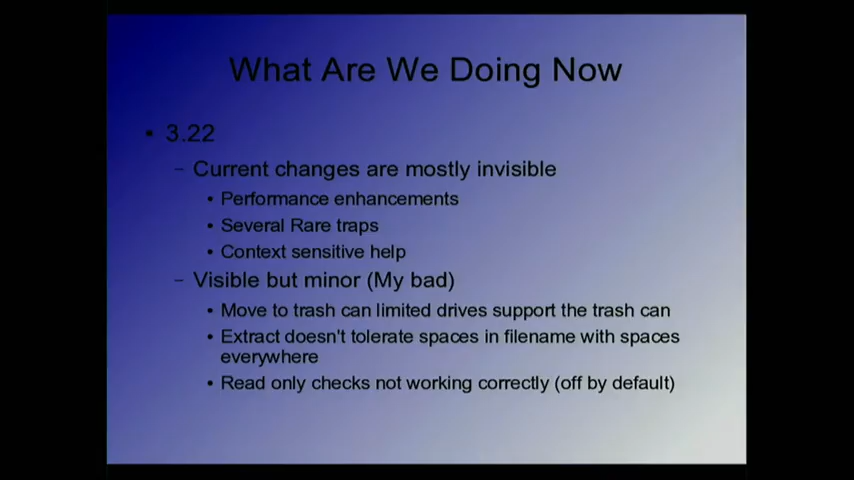 What Are We Doing Now
• 3.22
– Current changes are mostly invisible
• Performance enhancements
• Several Rare traps
• Context sensitive help
– Visible but minor (My bad)
• Move to trash can limited drives support the trash can
• Extract doesn't tolerate spaces in filename with spaces
everywhere
• Read only checks not working correctly (off by default)